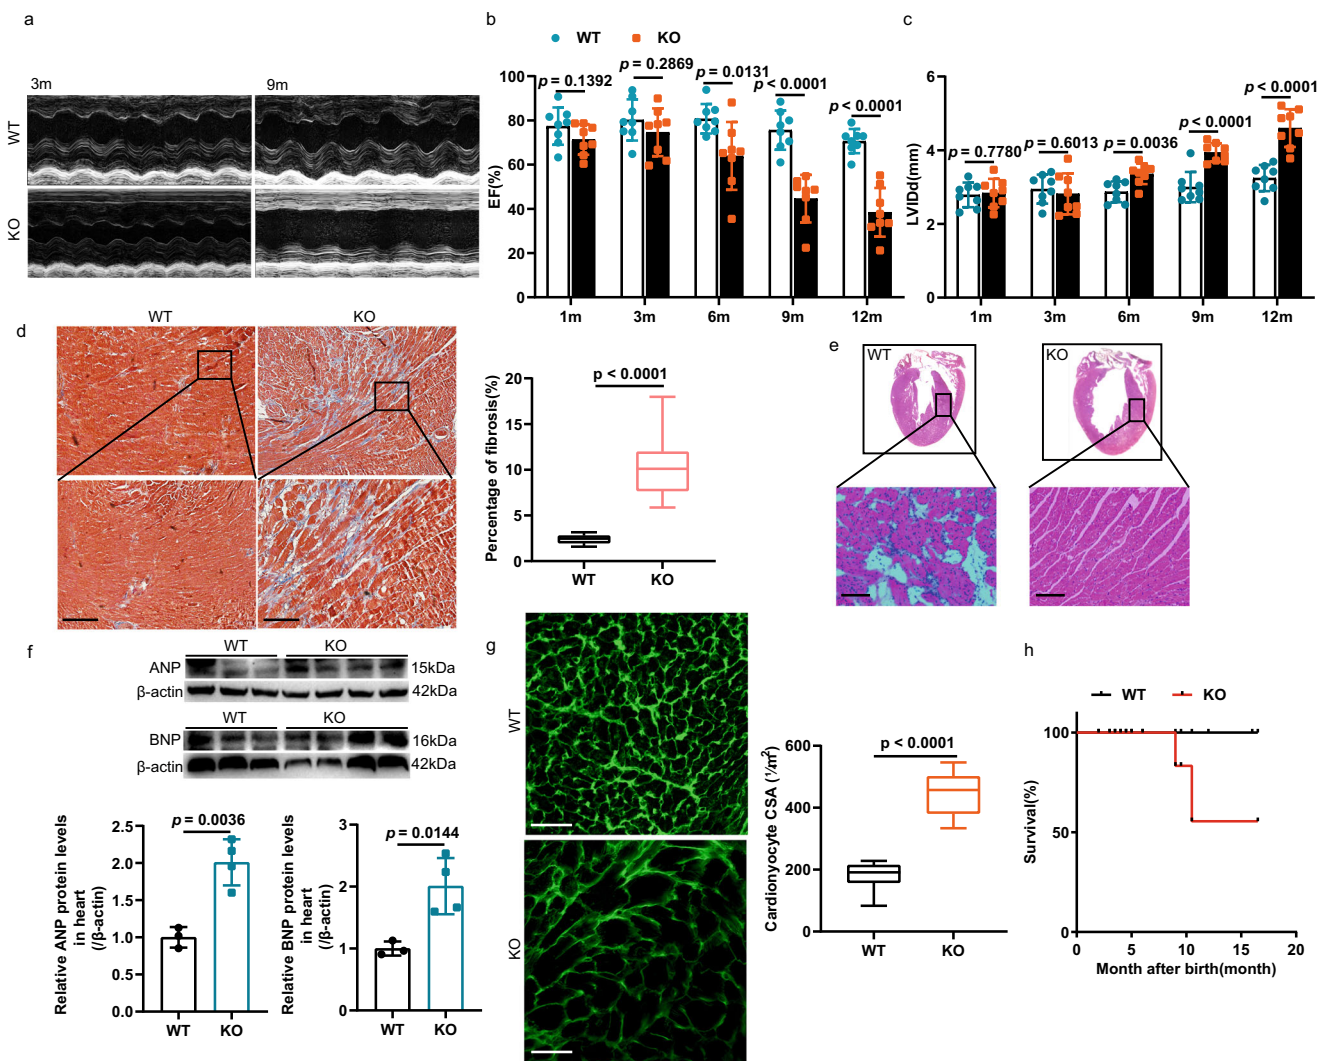 a
3m
9m
WT
KO
b
WT
KO
p = 0.1392
p = 0.2869
p = 0.0131
p < 0.0001
p < 0.0001
EF(%)
100
80
60
40
20
0
1m
3m
6m
9m
12m
c
p = 0.7780
p = 0.6013
p = 0.0036
p < 0.0001
p < 0.0001
LVIDd(mm)
6
4
2
0
1m
3m
6m
9m
12m
d
WT
KO
p < 0.0001
Percentage of fibrosis(%)
20
15
10
5
0
WT
KO
e
WT
KO
f
WT
KO
ANP
15kDa
β-actin
42kDa
WT
KO
BNP
16kDa
β-actin
42kDa
p = 0.0036
Relative ANP protein levels
in heart
(/β-actin)
2.5
2.0
1.5
1.0
0.5
0.0
WT
KO
p = 0.0144
Relative BNP protein levels
in heart
(/β-actin)
3
2
1
0
WT
KO
g
WT
KO
p < 0.0001
Cardionyocyte CSA (¹⁄m²)
600
400
200
0
WT
KO
h
WT
KO
Survival(%)
100
50
0
0
5
10
15
20
Month after birth(month)